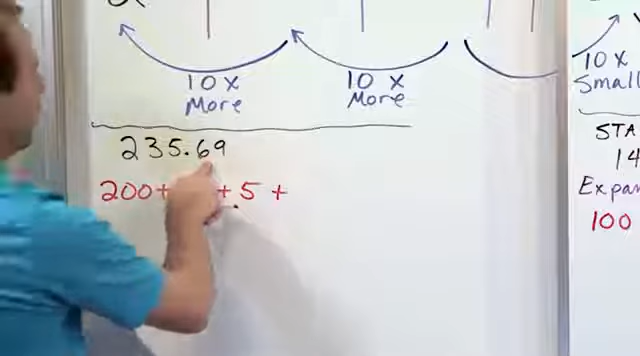 10 x
More
10 x
More
235.69
200+ + 5 +
10 x
Small
STA
14
Expan
100